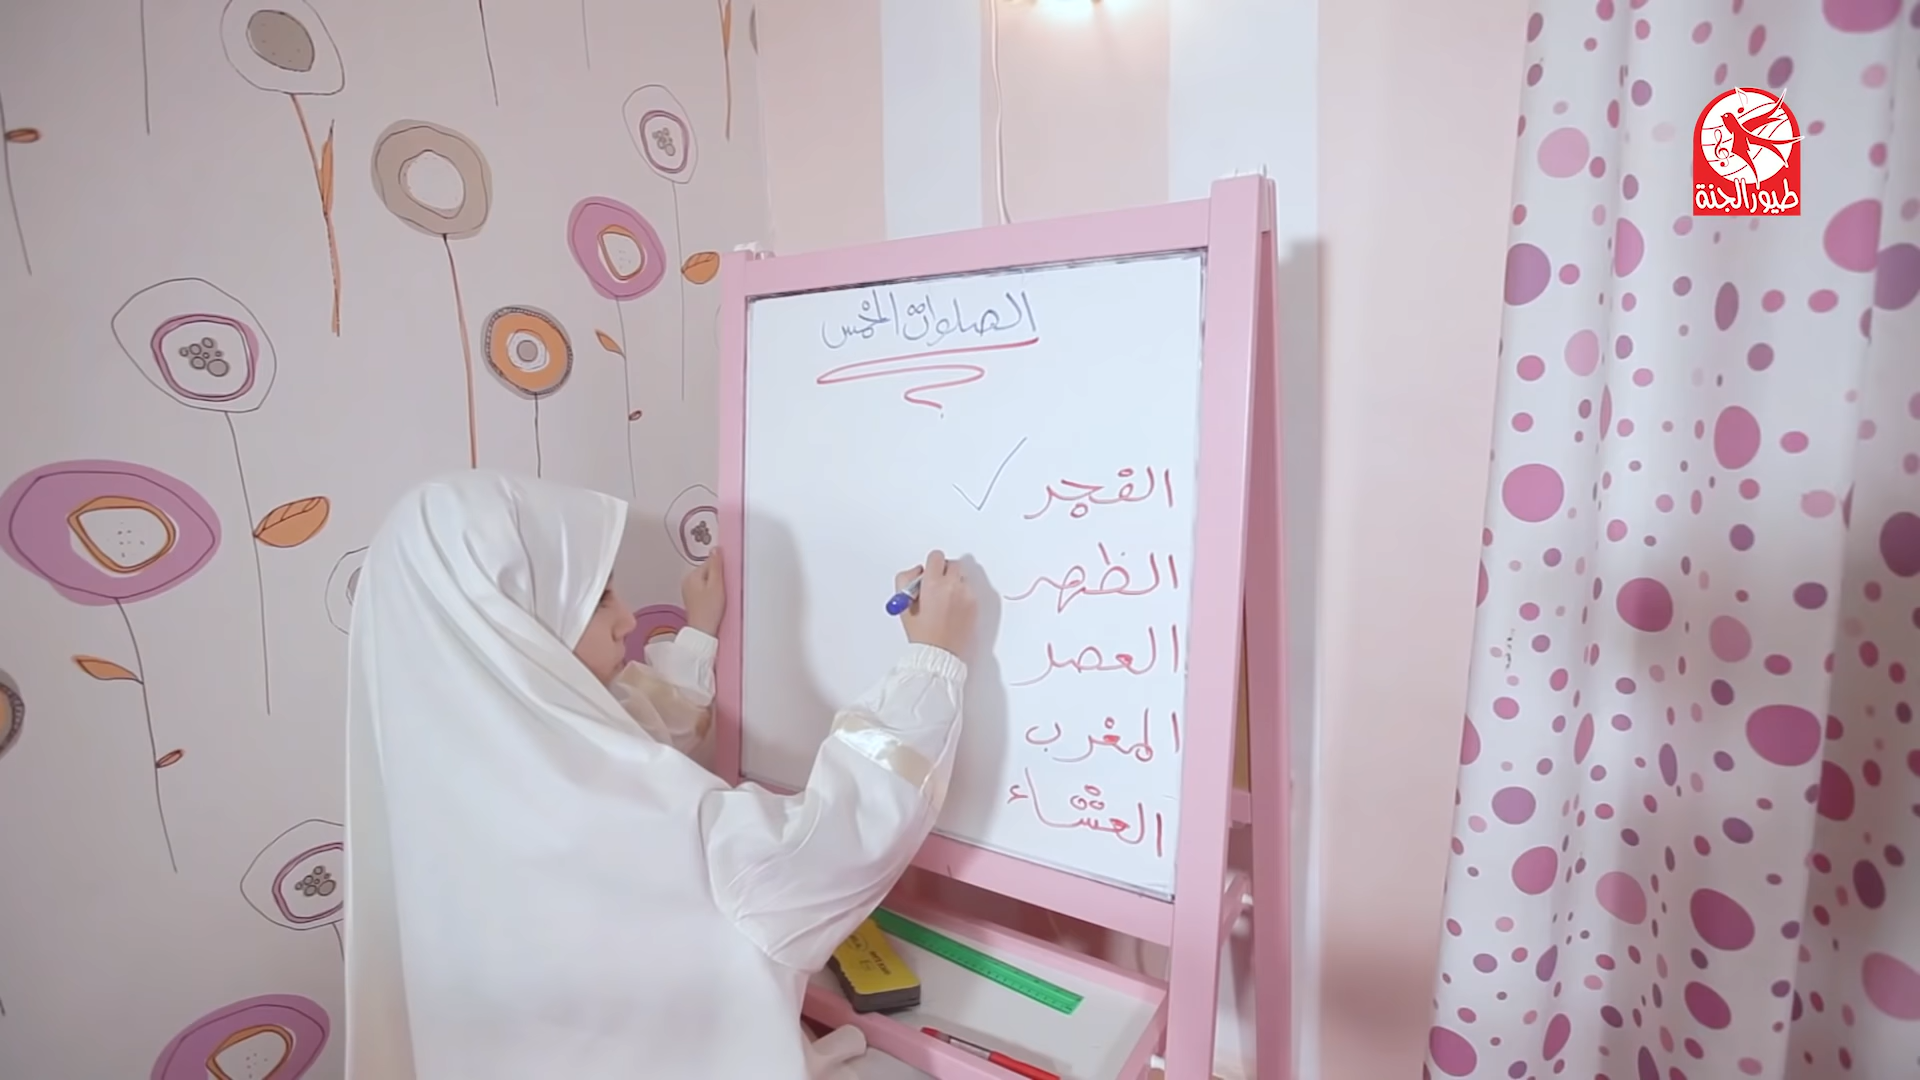 طيور الجنة
الصلوات الخمس
الفجر
الظهر
العصر
المغرب
العشاء